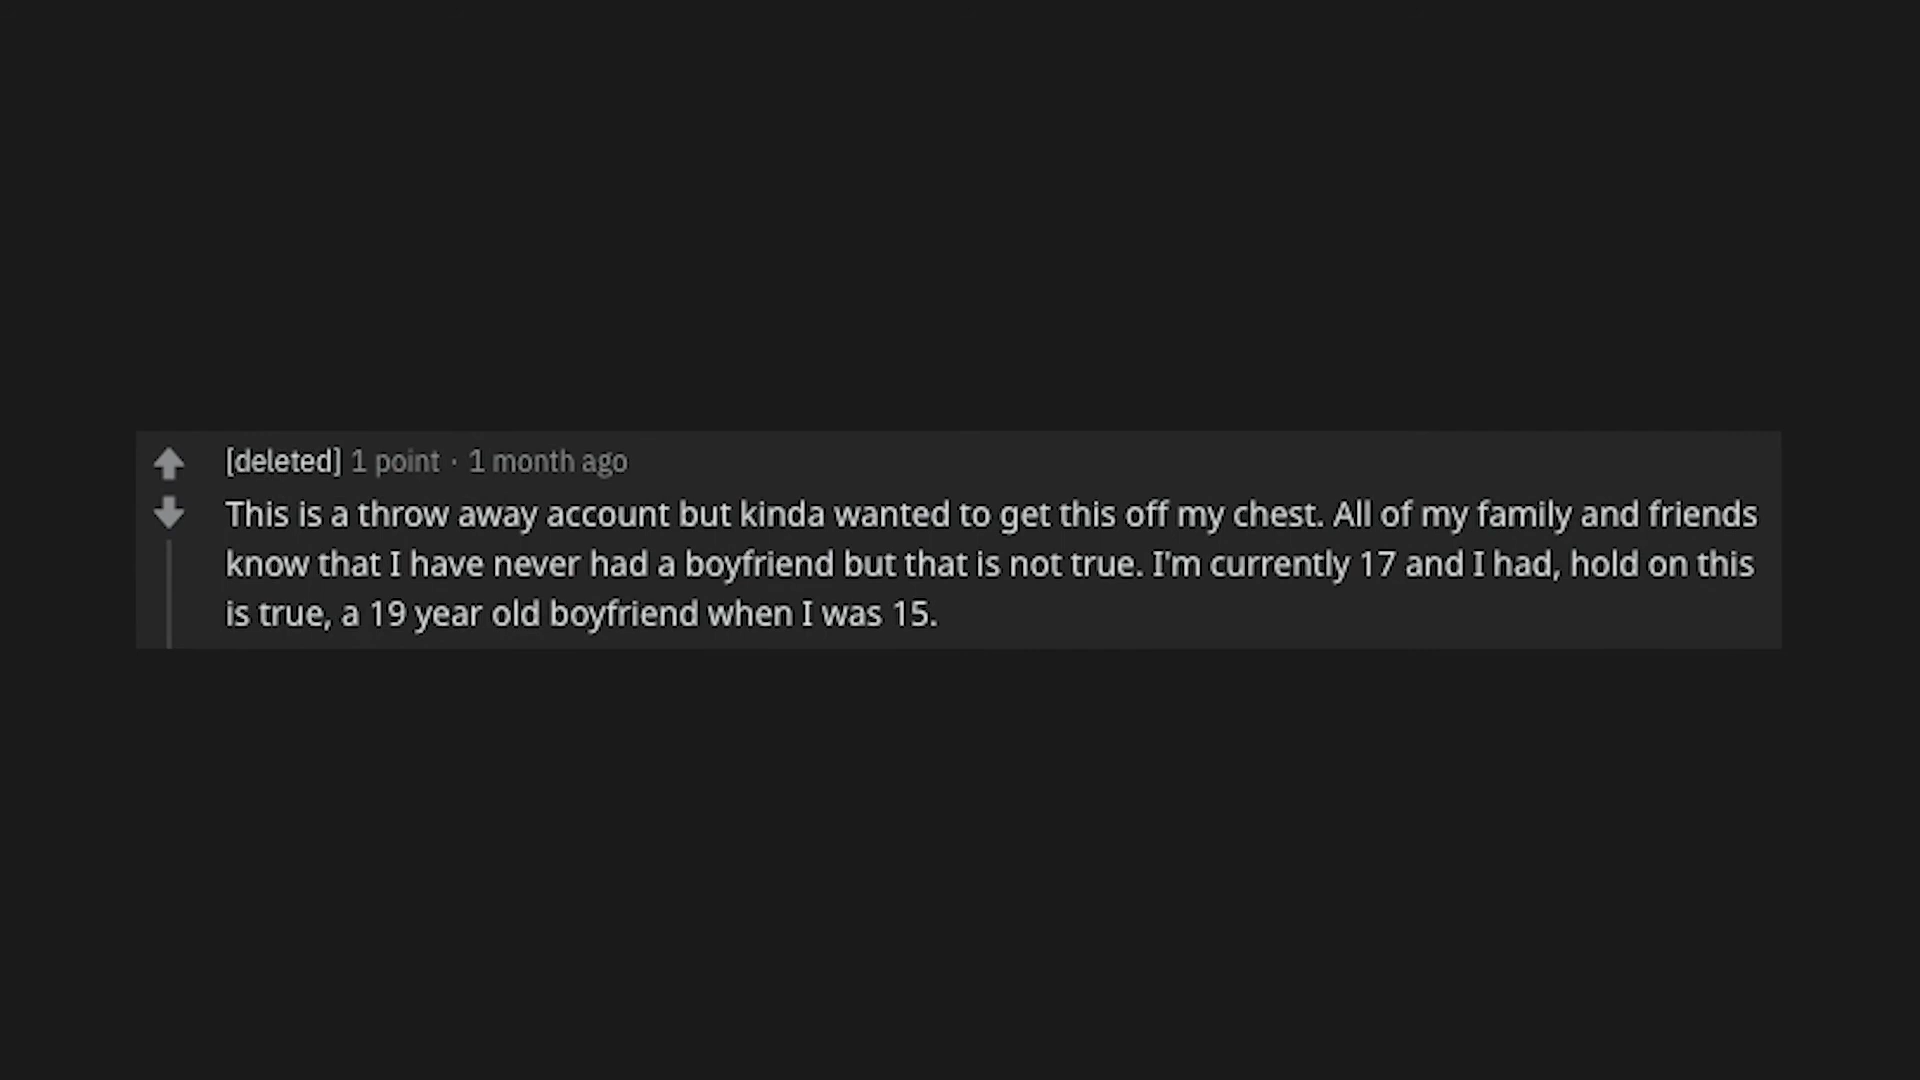 [deleted] 1 point · 1 month ago
This is a throw away account but kinda wanted to get this off my chest. All of my family and friends
know that I have never had a boyfriend but that is not true. I'm currently 17 and I had, hold on this
is true, a 19 year old boyfriend when I was 15.